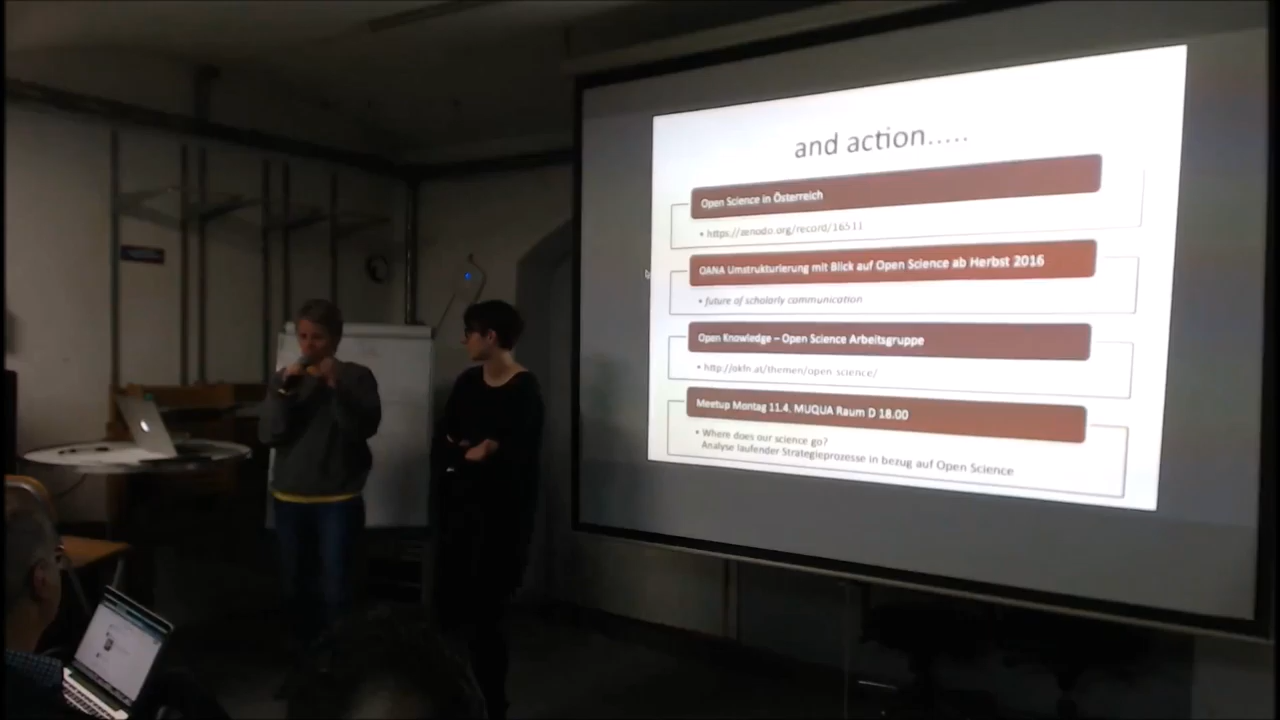 and action.....
Open Science in Österreich
• https://zenodo.org/record/16511
OANA Umstrukturierung mit Blick auf Open Science ab Herbst 2016
• future of scholarly communication
Open Knowledge – Open Science Arbeitsgruppe
• http://okfn.at/themen/open-science/
Meetup Montag 11.4. MUQUA Raum D 18.00
• Where does our science go?
Analyse laufender Strategieprozesse in bezug auf Open Science